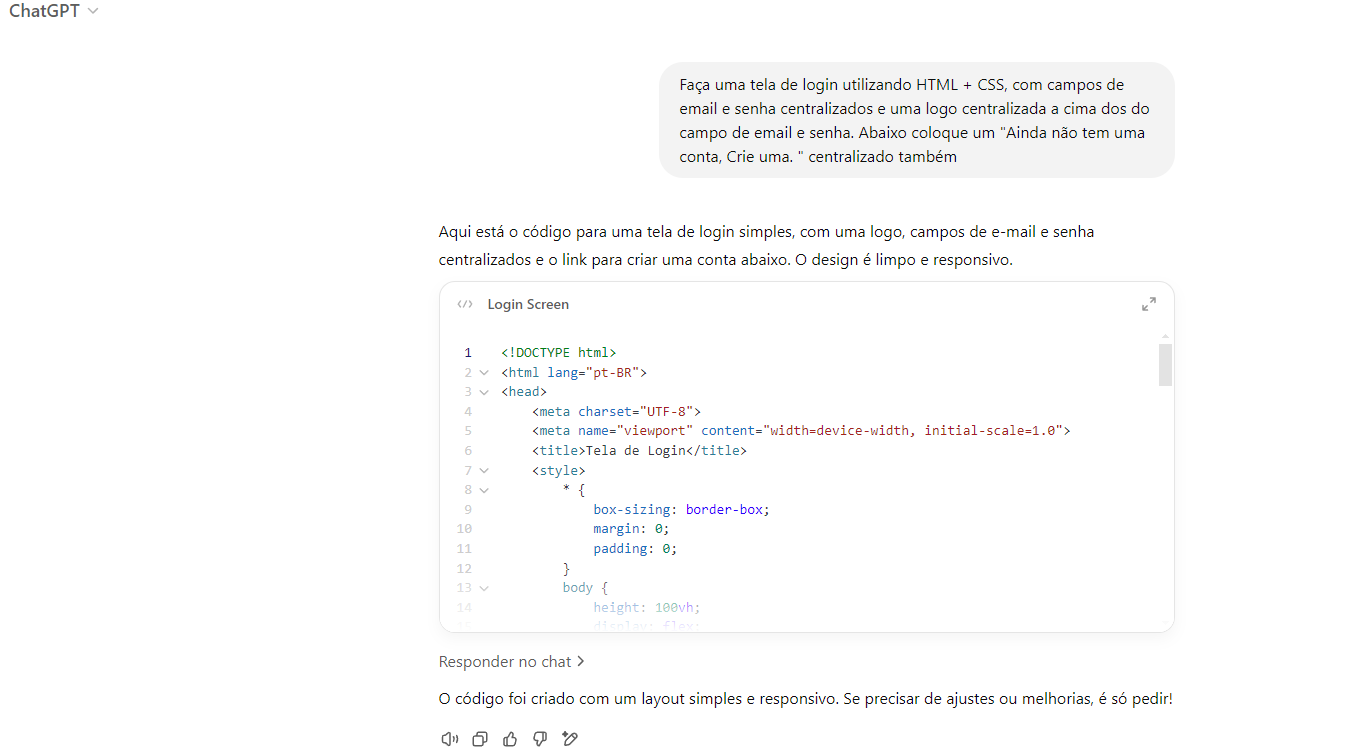 ChatGPT
Faça uma tela de login utilizando HTML + CSS, com campos de
email e senha centralizados e uma logo centralizada a cima dos do
campo de email e senha. Abaixo coloque um "Ainda não tem uma
conta, Crie uma. " centralizado também
Aqui está o código para uma tela de login simples, com uma logo, campos de e-mail e senha
centralizados e o link para criar uma conta abaixo. O design é limpo e responsivo.
Login Screen
1 <!DOCTYPE html>
2 <html lang="pt-BR">
3 <head>
4 <meta charset="UTF-8">
5 <meta name="viewport" content="width=device-width, initial-scale=1.0">
6 <title>Tela de Login</title>
7 <style>
8 * {
9 box-sizing: border-box;
10 margin: 0;
11 padding: 0;
12 }
13 body {
14 height: 100vh;
15 display: flex;
Responder no chat
O código foi criado com um layout simples e responsivo. Se precisar de ajustes ou melhorias, é só pedir!